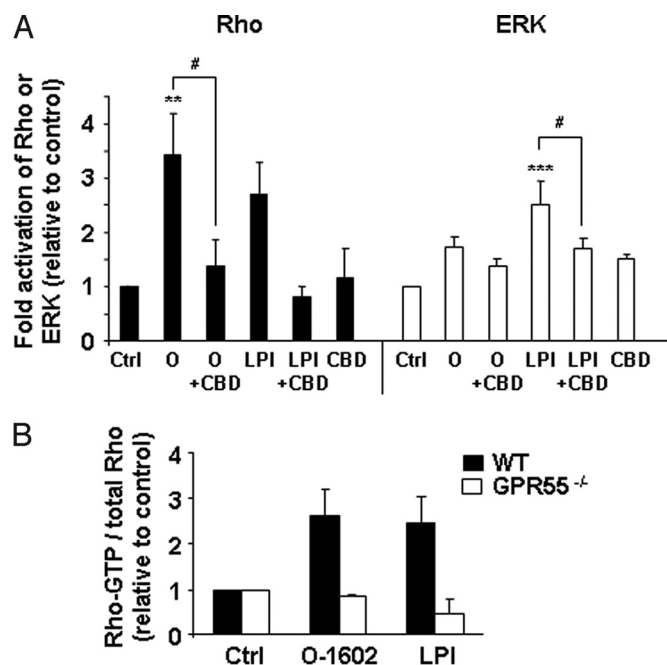 A
Rho
ERK
Fold activation of Rho or
ERK (relative to control)
4
3
2
1
0
#
**
#
***
Ctrl O O LPI LPI CBD Ctrl O O LPI LPI CBD
+CBD +CBD +CBD +CBD
B
Rho-GTP / total Rho
(relative to control)
4
3
2
1
0
WT
GPR55 -/-
Ctrl O-1602 LPI